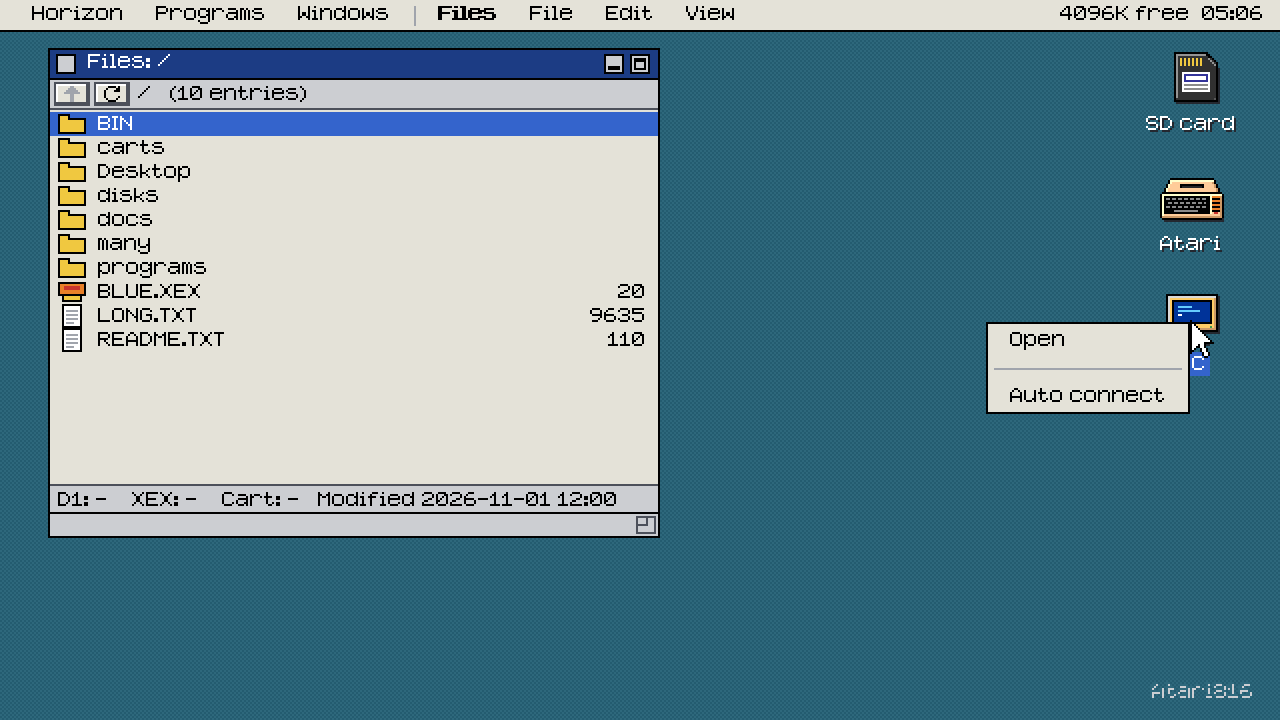 Horizon Programs Windows | Files File Edit View 4096K free 05:06
Files: /
/ (10 entries)
BIN
carts
Desktop
disks
docs
many
programs
BLUE.XEX 20
LONG.TXT 9635
README.TXT 110
D1: - XEX: - Cart: - Modified 2026-11-01 12:00
SD card
Atari
C
Open
Auto connect
Atari816